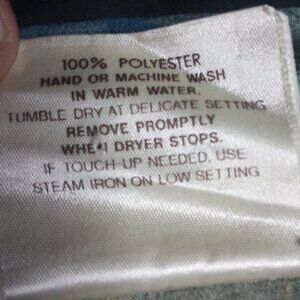 100% POLYESTER
HAND OR MACHINE WASH
IN WARM WATER.
TUMBLE DRY AT DELICATE SETTING
REMOVE PROMPTLY
WHEN DRYER STOPS.
IF TOUCH-UP NEEDED, USE
STEAM IRON ON LOW SETTING